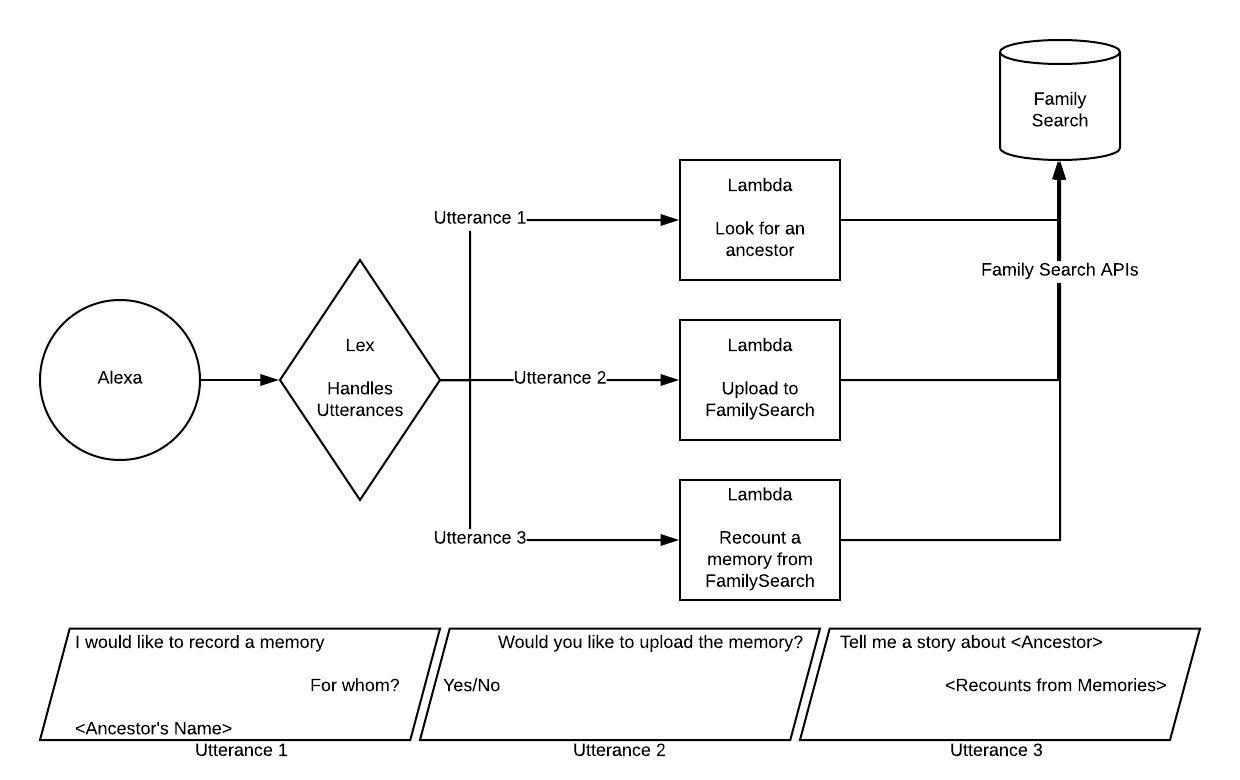 Family
Search
Lambda
Look for an
ancestor
Utterance 1
Family Search APIs
Alexa
Lex
Handles
Utterances
Utterance 2
Lambda
Upload to
FamilySearch
Utterance 3
Lambda
Recount a
memory from
FamilySearch
I would like to record a memory
For whom?
<Ancestor's Name>
Utterance 1
Would you like to upload the memory?
Yes/No
Utterance 2
Tell me a story about <Ancestor>
<Recounts from Memories>
Utterance 3